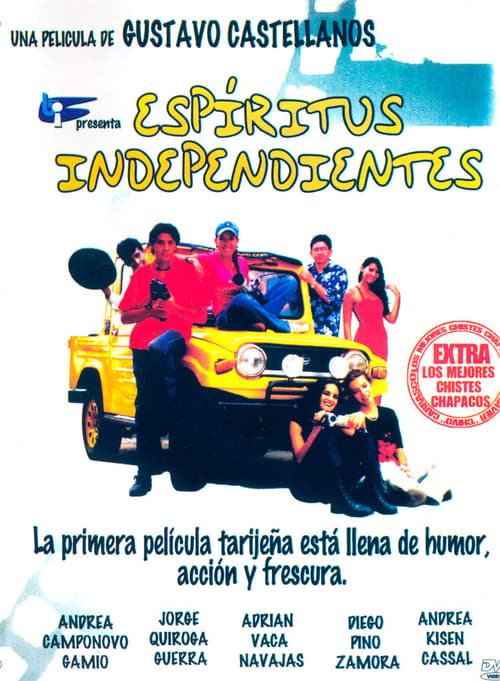 UNA PELICULA DE GUSTAVO CASTELLANOS
presenta
ESPÍRITUS
INDEPENDIENTES
EXTRA
LOS MEJORES
CHISTES
CHAPACOS
La primera película tarijeña está llena de humor,
acción y frescura.
ANDREA
CAMPONOVO
GAMIO
JORGE
QUIROGA
GUERRA
ADRIAN
VACA
NAVAJAS
DIEGO
PINO
ZAMORA
ANDREA
KISEN
CASSAL